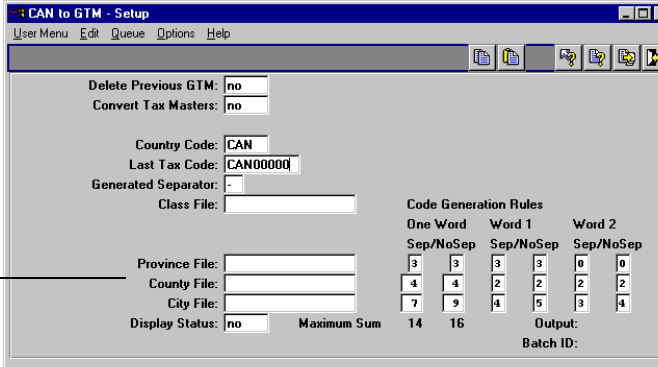 CAN to GTM - Setup
User Menu Edit Queue Options Help
Delete Previous GTM: no
Convert Tax Masters: no
Country Code: CAN
Last Tax Code: CAN00000
Generated Separator: -
Class File: Code Generation Rules
One Word Word 1 Word 2
Sep/NoSep Sep/NoSep Sep/NoSep
Province File: 3 3 3 3 0 0
County File: 4 4 2 2 2 2
City File: 7 9 4 5 3 4
Display Status: no Maximum Sum 14 16 Output:
Batch ID: